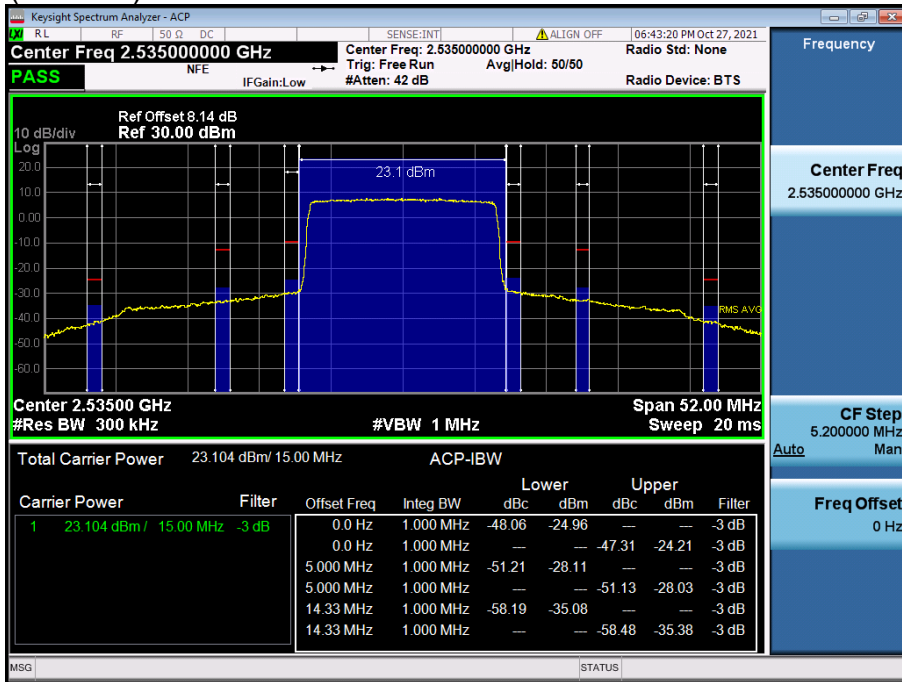 Keysight Spectrum Analyzer - ACP
LXI RL RF 50 Ω DC SENSE:INT ALIGN OFF 06:43:20 PM Oct 27, 2021
Center Freq 2.535000000 GHz Center Freq: 2.535000000 GHz Radio Std: None
NFE Trig: Free Run Avg|Hold: 50/50
PASS IFGain:Low #Atten: 42 dB Radio Device: BTS
Frequency
Ref Offset 8.14 dB
10 dB/div Ref 30.00 dBm
Log
20.0
23.1 dBm
10.0
0.00
-10.0
-20.0
-30.0
RMS AVG
-40.0
-50.0
-60.0
Center 2.53500 GHz Span 52.00 MHz
#Res BW 300 kHz #VBW 1 MHz Sweep 20 ms
Center Freq
2.535000000 GHz
CF Step
5.200000 MHz
Auto Man
Freq Offset
0 Hz
Total Carrier Power 23.104 dBm/ 15.00 MHz ACP-IBW
Lower Upper
Carrier Power Filter Offset Freq Integ BW dBc dBm dBc dBm Filter
1 23.104 dBm / 15.00 MHz -3 dB 0.0 Hz 1.000 MHz -48.06 -24.96 --- --- -3 dB
0.0 Hz 1.000 MHz --- --- -47.31 -24.21 -3 dB
5.000 MHz 1.000 MHz -51.21 -28.11 --- --- -3 dB
5.000 MHz 1.000 MHz --- --- -51.13 -28.03 -3 dB
14.33 MHz 1.000 MHz -58.19 -35.08 --- --- -3 dB
14.33 MHz 1.000 MHz --- --- -58.48 -35.38 -3 dB
MSG STATUS